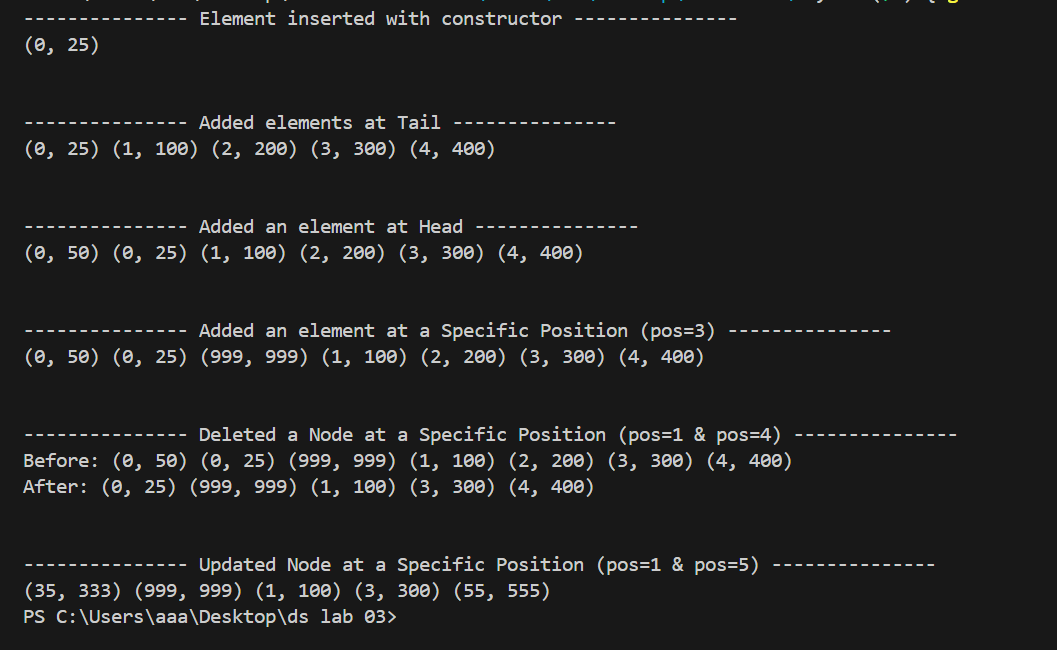 --------------- Element inserted with constructor ---------------
(0, 25)
--------------- Added elements at Tail ---------------
(0, 25) (1, 100) (2, 200) (3, 300) (4, 400)
--------------- Added an element at Head ---------------
(0, 50) (0, 25) (1, 100) (2, 200) (3, 300) (4, 400)
--------------- Added an element at a Specific Position (pos=3) ---------------
(0, 50) (0, 25) (999, 999) (1, 100) (2, 200) (3, 300) (4, 400)
--------------- Deleted a Node at a Specific Position (pos=1 & pos=4) ---------------
Before: (0, 50) (0, 25) (999, 999) (1, 100) (2, 200) (3, 300) (4, 400)
After: (0, 25) (999, 999) (1, 100) (3, 300) (4, 400)
--------------- Updated Node at a Specific Position (pos=1 & pos=5) ---------------
(35, 333) (999, 999) (1, 100) (3, 300) (55, 555)
PS C:\Users\aaa\Desktop\ds lab 03>